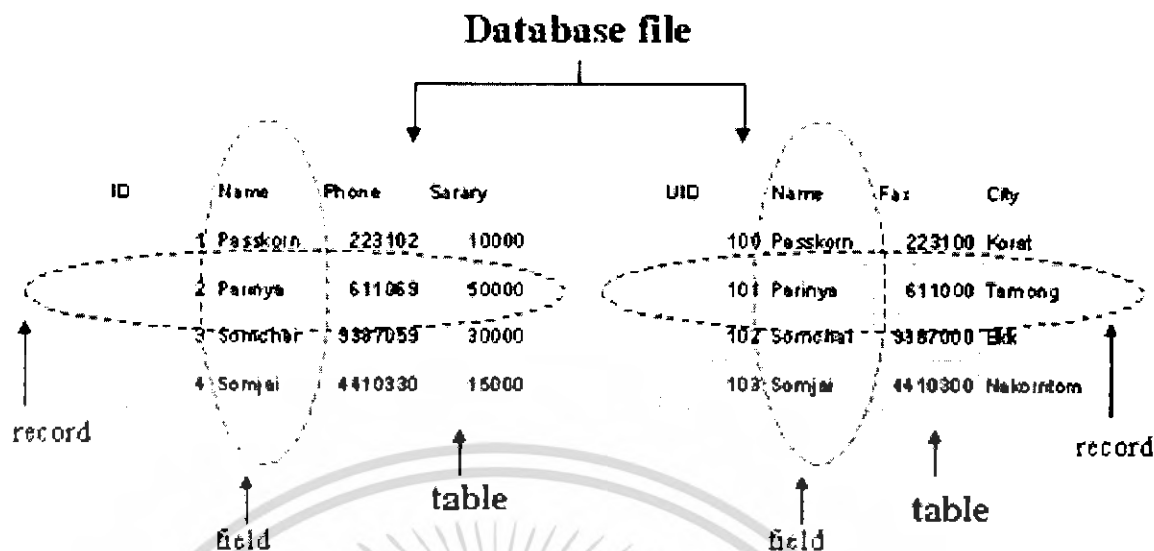 Database file
ID Name Phone Sarary UID Name Fax City
1 Passkorn 223102 10000 100 Passkorn 223100 Korat
2 Parinya 611069 50000 101 Parinya 611000 Tamong
3 Somchai 9387059 30000 102 Somchai 9387000 Bkk
4 Somjai 4410330 15000 103 Somjai 4410300 Nakorntom
record table table record
field field